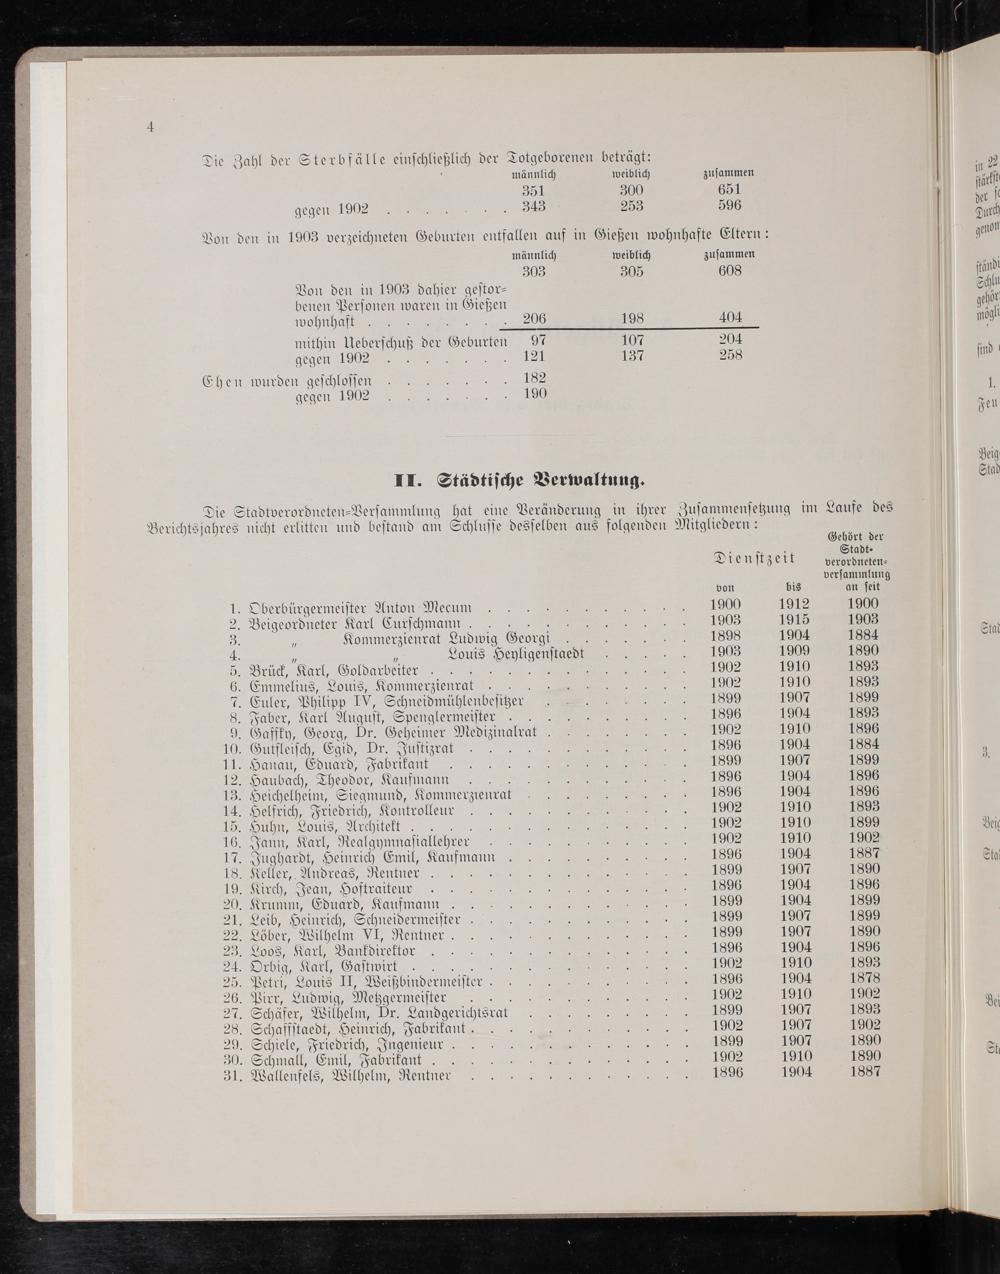 4
Die Zahl der Sterbfälle einschließlich der Totgeborenen beträgt:
männlich weiblich zusammen
351 300 651
gegen 1902 . . . . . . . 343 253 596
Von den in 1903 verzeichneten Geburten entfallen auf in Gießen wohnhafte Eltern:
männlich weiblich zusammen
303 305 608
Von den in 1903 dahier gestor-
benen Personen waren in Gießen
wohnhaft . . . . . . . . 206 198 404
mithin Ueberschuß der Geburten 97 107 204
gegen 1902 . . . . . . . 121 137 258
Ehen wurden geschlossen . . . . . . . 182
gegen 1902 . . . . . . . 190
II. Städtische Verwaltung.
Die Stadtverordneten-Versammlung hat eine Veränderung in ihrer Zusammensetzung im Laufe des
Berichtsjahres nicht erlitten und bestand am Schlusse desselben aus folgenden Mitgliedern:
Gehört der
Dienstzeit Stadt-
verordneten-
versammlung
von bis an seit
1. Oberbürgermeister Anton Mecum . . . . . . . . . . . 1900 1912 1900
2. Beigeordneter Karl Curschmann . . . . . . . . . . . 1903 1915 1903
3. „ Kommerzienrat Ludwig Georgi . . . . . . . 1898 1904 1884
4. „ „ Louis Heyligenstaedt . . . . . 1903 1909 1890
5. Brück, Karl, Goldarbeiter . . . . . . . . . . . . . 1902 1910 1893
6. Emmelius, Louis, Kommerzienrat . . . . . . . . . . . 1902 1910 1893
7. Euler, Philipp IV, Schneidmühlenbesitzer . . . . . . . . 1899 1907 1899
8. Faber, Karl August, Spenglermeister . . . . . . . . . . 1896 1904 1893
9. Gaffky, Georg, Dr. Geheimer Medizinalrat . . . . . . . . 1902 1910 1896
10. Gutfleisch, Egid, Dr. Justizrat . . . . . . . . . . . . 1896 1904 1884
11. Hanau, Eduard, Fabrikant . . . . . . . . . . . . . 1899 1907 1899
12. Haubach, Theodor, Kaufmann . . . . . . . . . . . . 1896 1904 1896
13. Heichelheim, Siegmund, Kommerzienrat . . . . . . . . . 1896 1904 1896
14. Helfrich, Friedrich, Kontrolleur . . . . . . . . . . . . 1902 1910 1893
15. Huhn, Louis, Architekt . . . . . . . . . . . . . . 1902 1910 1899
16. Jann, Karl, Realgymnasiallehrer . . . . . . . . . . . 1902 1910 1902
17. Jughardt, Heinrich Emil, Kaufmann . . . . . . . . . . 1896 1904 1887
18. Keller, Andreas, Rentner . . . . . . . . . . . . . 1899 1907 1890
19. Kirch, Jean, Hoftraiteur . . . . . . . . . . . . . 1896 1904 1896
20. Krumm, Eduard, Kaufmann . . . . . . . . . . . . . 1899 1904 1899
21. Leib, Heinrich, Schneidermeister . . . . . . . . . . . . 1899 1907 1899
22. Löber, Wilhelm VI, Rentner . . . . . . . . . . . . . 1899 1907 1890
23. Loos, Karl, Bankdirektor . . . . . . . . . . . . . 1896 1904 1896
24. Orbig, Karl, Gastwirt . . . . . . . . . . . . . . 1902 1910 1893
25. Petri, Louis II, Weißbindermeister . . . . . . . . . . . 1896 1904 1878
26. Pirr, Ludwig, Metzgermeister . . . . . . . . . . . . 1902 1910 1902
27. Schäfer, Wilhelm, Dr. Landgerichtsrat . . . . . . . . . 1899 1907 1893
28. Schaffstaedt, Heinrich, Fabrikant . . . . . . . . . . . . 1902 1907 1902
29. Schiele, Friedrich, Ingenieur . . . . . . . . . . . . . 1899 1907 1890
30. Schmall, Emil, Fabrikant . . . . . . . . . . . . . 1902 1910 1890
31. Wallenfels, Wilhelm, Rentner . . . . . . . . . . . . 1896 1904 1887